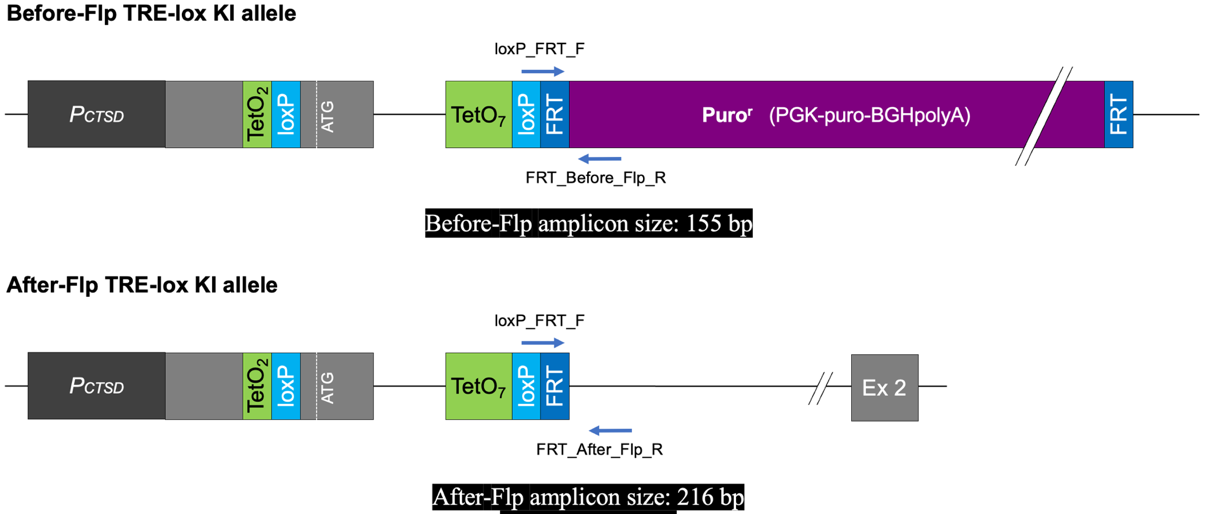 Before-Flp TRE-lox KI allele
loxP_FRT_F
PCTSD
TetO2
loxP
ATG
TetO7
loxP
FRT
Puroʳ (PGK-puro-BGHpolyA)
FRT
FRT_Before_Flp_R
Before-Flp amplicon size: 155 bp
After-Flp TRE-lox KI allele
loxP_FRT_F
PCTSD
TetO2
loxP
ATG
TetO7
loxP
FRT
Ex 2
FRT_After_Flp_R
After-Flp amplicon size: 216 bp